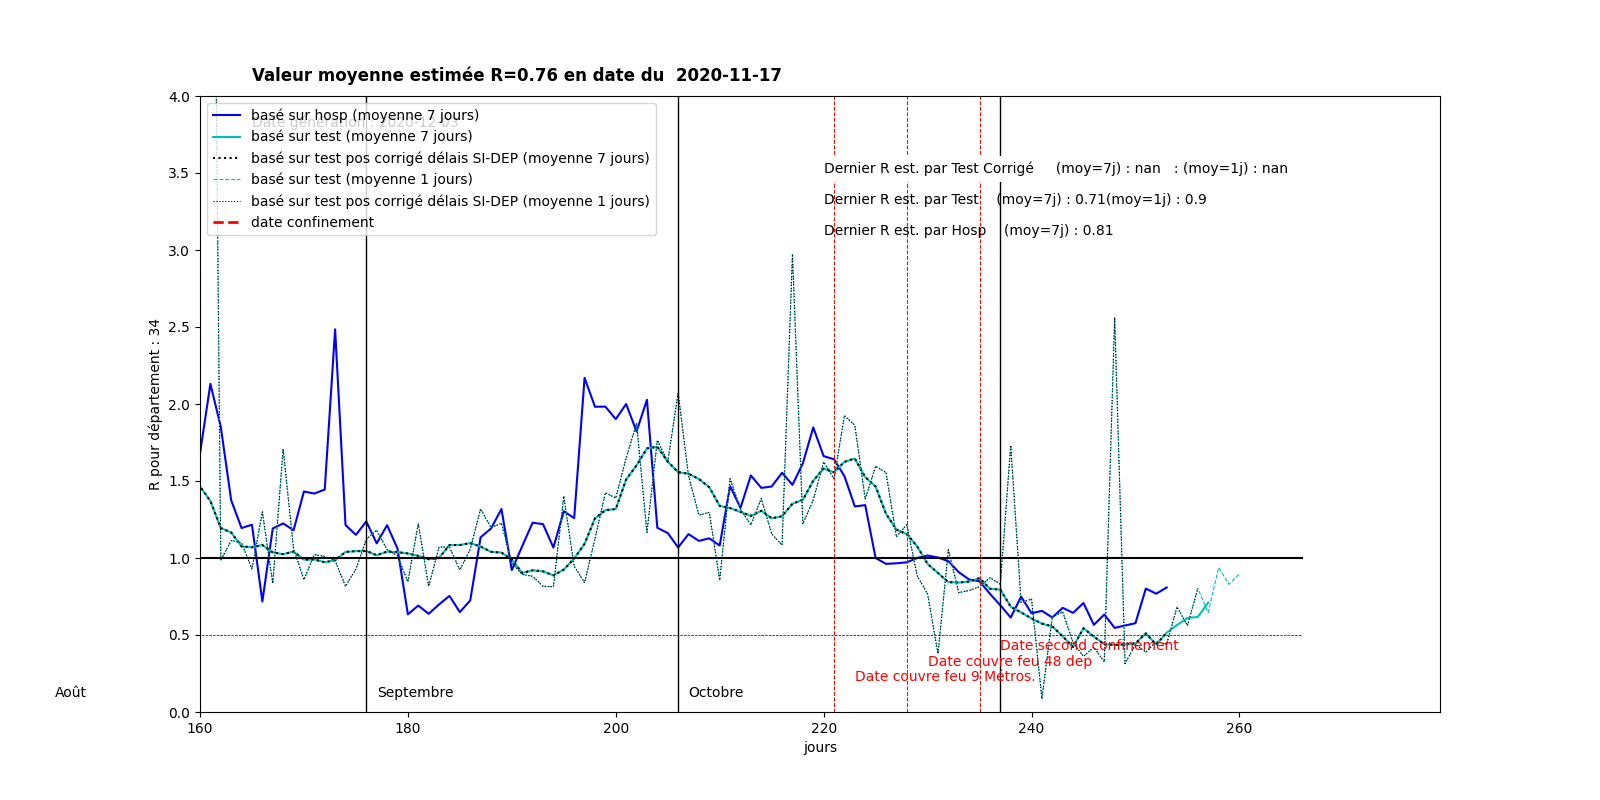 Valeur moyenne estimée R=0.76 en date du  2020-11-17
Date génération : 2020-12-03
basé sur hosp (moyenne 7 jours)
basé sur test (moyenne 7 jours)
basé sur test pos corrigé délais SI-DEP (moyenne 7 jours)
basé sur test (moyenne 1 jours)
basé sur test pos corrigé délais SI-DEP (moyenne 1 jours)
date confinement
Dernier R est. par Test Corrigé (moy=7j) : nan : (moy=1j) : nan
Dernier R est. par Test (moy=7j) : 0.71(moy=1j) : 0.9
Dernier R est. par Hosp (moy=7j) : 0.81
R pour département : 34
4.0
3.5
3.0
2.5
2.0
1.5
1.0
0.5
0.0
Date second confinement
Date couvre feu 48 dep
Date couvre feu 9 Métros.
Août
Septembre
Octobre
160
180
200
220
240
260
jours